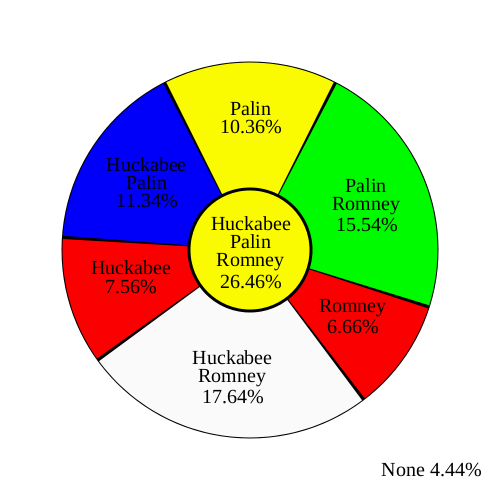 Palin
10.36%
Huckabee
Palin
11.34%
Palin
Romney
15.54%
Huckabee
Palin
Romney
26.46%
Huckabee
7.56%
Romney
6.66%
Huckabee
Romney
17.64%
None 4.44%